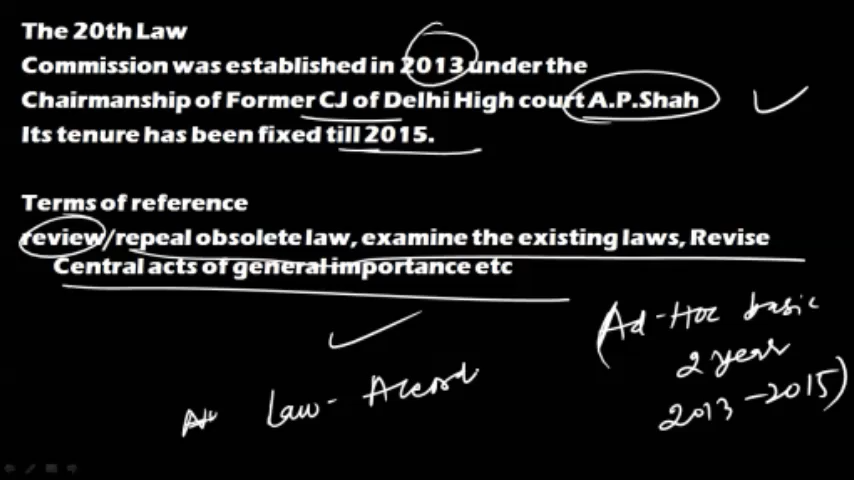 The 20th Law
Commission was established in 2013 under the
Chairmanship of Former CJ of Delhi High court A.P.Shah
Its tenure has been fixed till 2015.
Terms of reference
review/repeal obsolete law, examine the existing laws, Revise
Central acts of general importance etc
(Ad-Hoc basic
2 year
2013-2015)
Law - Accord